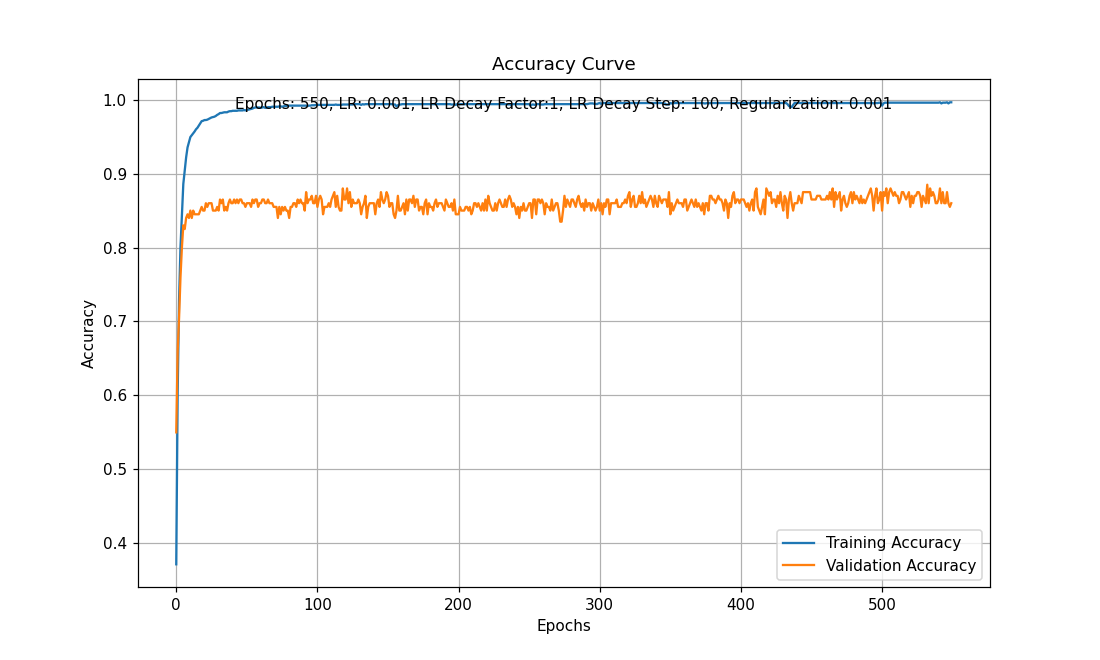 Accuracy Curve
Epochs: 550, LR: 0.001, LR Decay Factor:1, LR Decay Step: 100, Regularization: 0.001
1.0
0.9
0.8
0.7
0.6
0.5
0.4
Accuracy
Training Accuracy
Validation Accuracy
0 100 200 300 400 500
Epochs